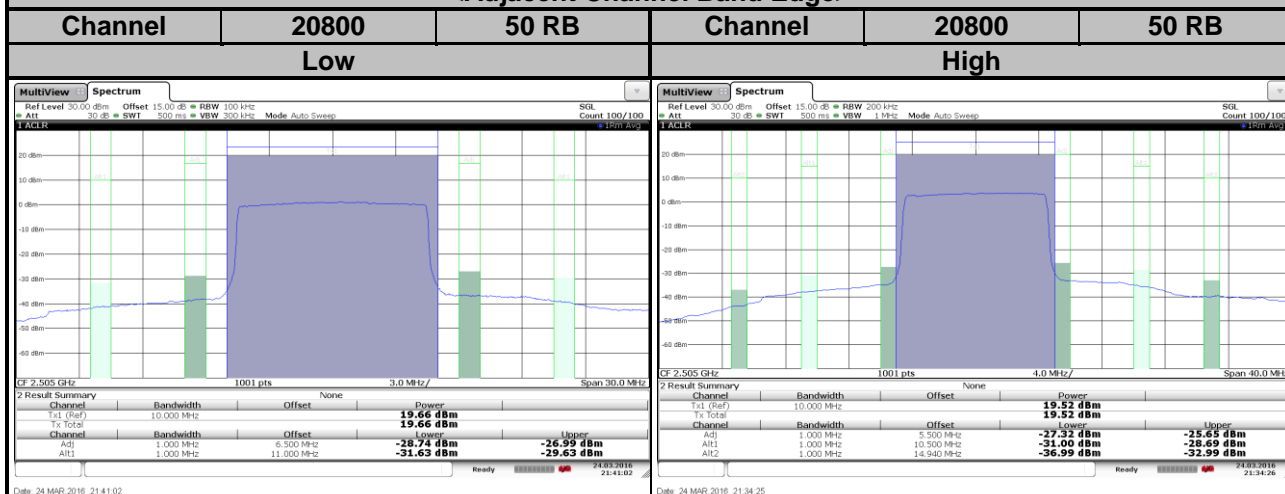 <Adjacent Channel Band Edge>
Channel 20800 50 RB Channel 20800 50 RB
Low High
MultiView Spectrum
Ref Level 30.00 dBm Offset 15.00 dB RBW 100 kHz SGL
Att 30 dB SWT 500 ms VBW 300 kHz Mode Auto Sweep Count 100/100
1 ACLR 1Rm Avg
20 dBm
10 dBm
0 dBm
-10 dBm
-20 dBm
-30 dBm
-40 dBm
-50 dBm
-60 dBm
CF 2.505 GHz 1001 pts 3.0 MHz/ Span 30.0 MHz
2 Result Summary None
Channel Bandwidth Offset Power
Tx1 (Ref) 10.000 MHz 19.66 dBm
Tx Total 19.66 dBm
Channel Bandwidth Offset Lower Upper
Adj 1.000 MHz 6.500 MHz -28.74 dBm -26.99 dBm
Alt1 1.000 MHz 11.000 MHz -31.63 dBm -29.63 dBm
Ready 24.03.2016
21:41:02
Date: 24 MAR 2016 21:41:02
MultiView Spectrum
Ref Level 30.00 dBm Offset 15.00 dB RBW 200 kHz SGL
Att 30 dB SWT 500 ms VBW 1 MHz Mode Auto Sweep Count 100/100
1 ACLR 1Rm Avg
20 dBm
10 dBm
0 dBm
-10 dBm
-20 dBm
-30 dBm
-40 dBm
-50 dBm
-60 dBm
CF 2.505 GHz 1001 pts 4.0 MHz/ Span 40.0 MHz
2 Result Summary None
Channel Bandwidth Offset Power
Tx1 (Ref) 10.000 MHz 19.52 dBm
Tx Total 19.52 dBm
Channel Bandwidth Offset Lower Upper
Adj 1.000 MHz 5.500 MHz -27.32 dBm -25.65 dBm
Alt1 1.000 MHz 10.500 MHz -31.00 dBm -28.69 dBm
Alt2 1.000 MHz 14.940 MHz -36.99 dBm -32.99 dBm
Ready 24.03.2016
21:34:26
Date: 24 MAR 2016 21:34:25